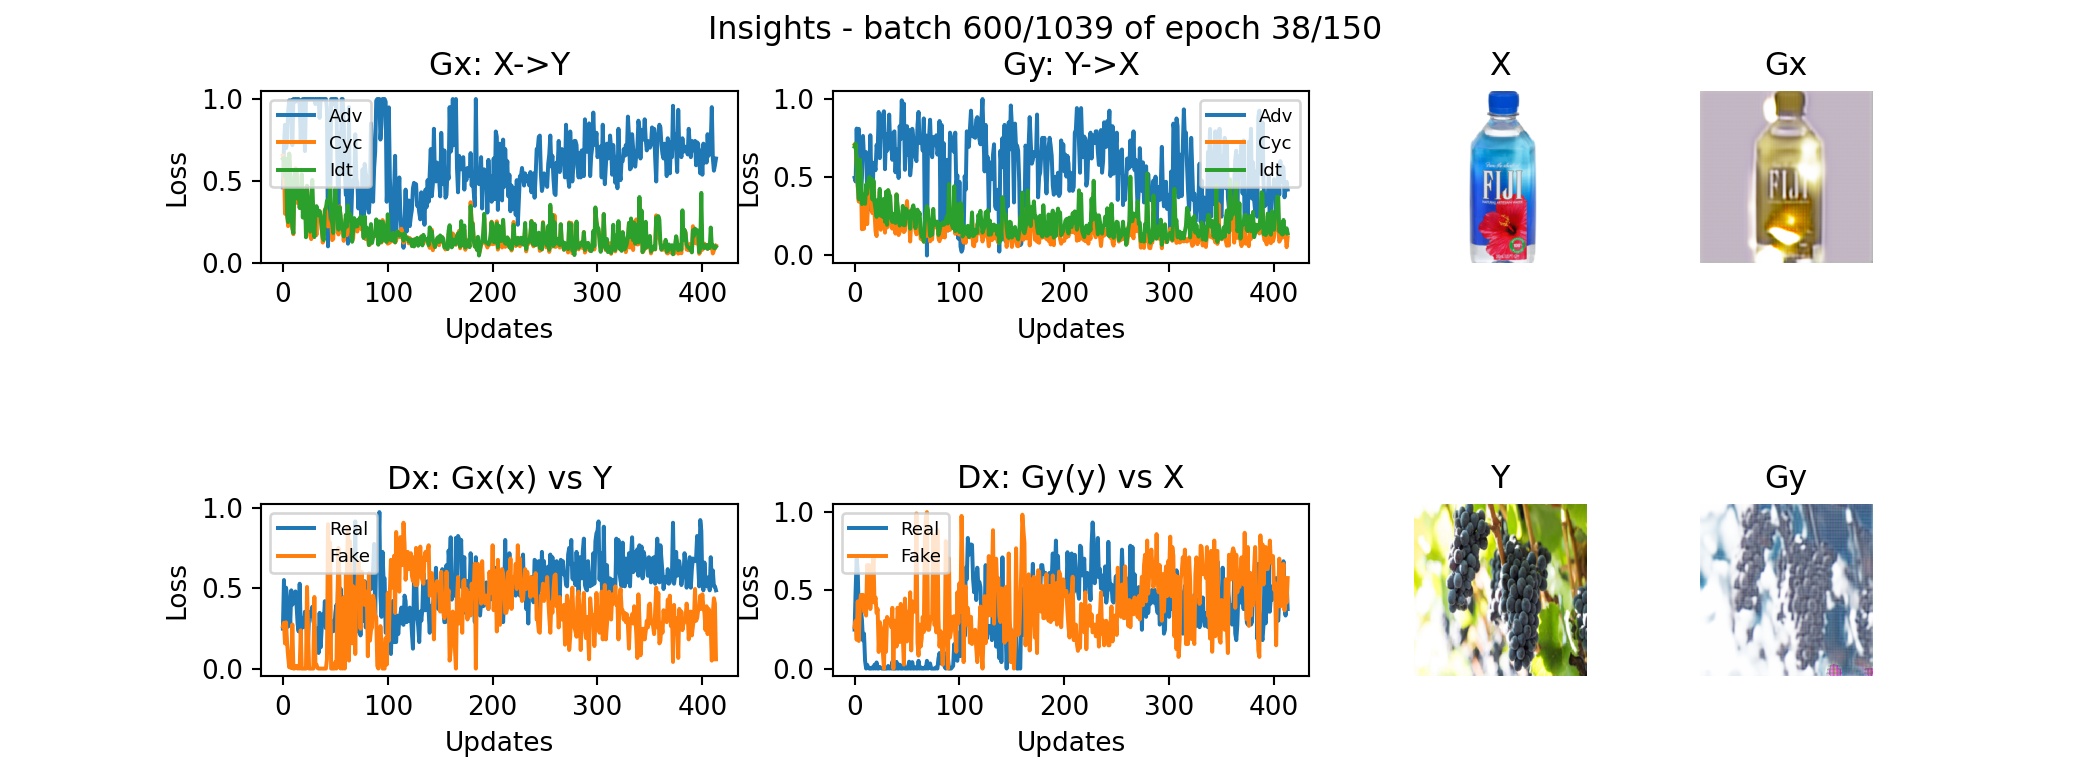 Insights - batch 600/1039 of epoch 38/150
Gx: X->Y
1.0
0.5
0.0
Loss
Adv
Cyc
Idt
0 100 200 300 400
Updates
Gy: Y->X
1.0
0.5
0.0
Loss
Adv
Cyc
Idt
0 100 200 300 400
Updates
X
FIJI
Gx
FIJI
Dx: Gx(x) vs Y
1.0
0.5
0.0
Loss
Real
Fake
0 100 200 300 400
Updates
Dx: Gy(y) vs X
1.0
0.5
0.0
Loss
Real
Fake
0 100 200 300 400
Updates
Y
Gy